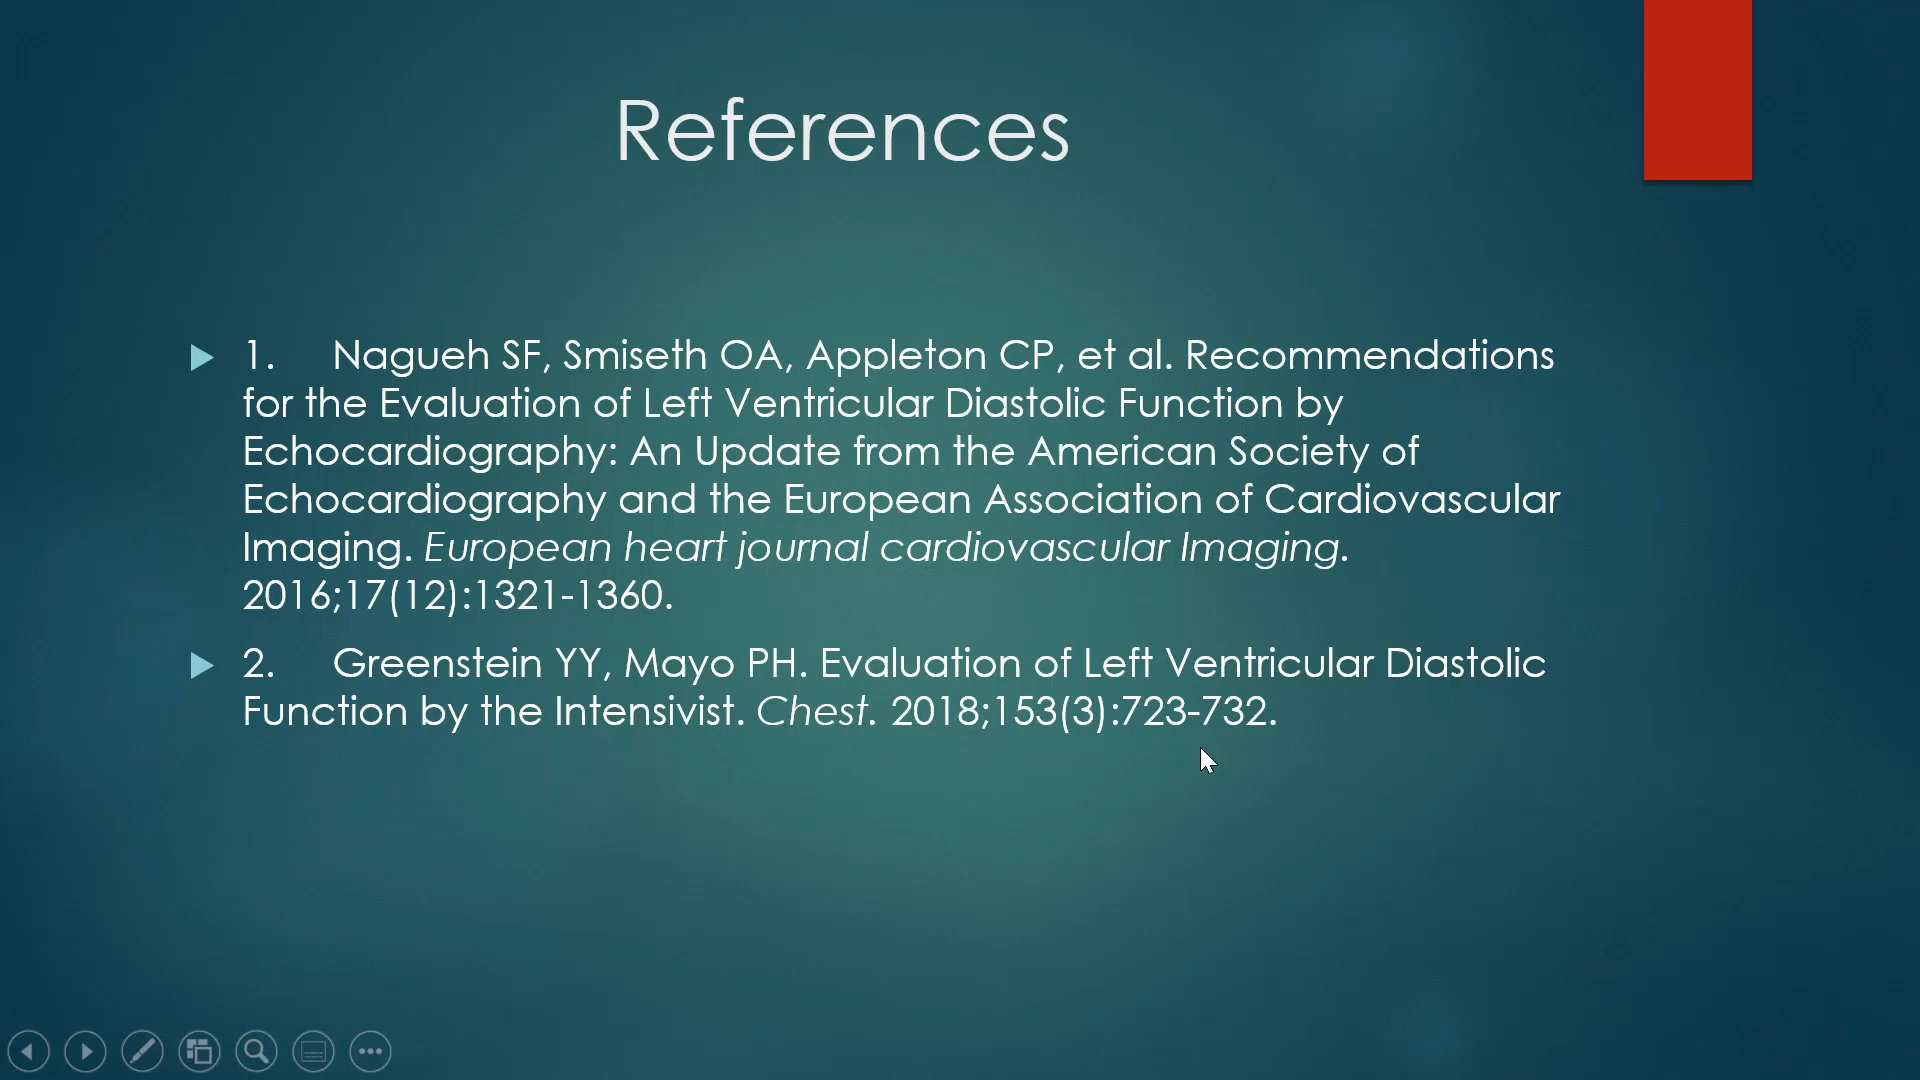 References
1. Nagueh SF, Smiseth OA, Appleton CP, et al. Recommendations
for the Evaluation of Left Ventricular Diastolic Function by
Echocardiography: An Update from the American Society of
Echocardiography and the European Association of Cardiovascular
Imaging. European heart journal cardiovascular Imaging.
2016;17(12):1321-1360.
2. Greenstein YY, Mayo PH. Evaluation of Left Ventricular Diastolic
Function by the Intensivist. Chest. 2018;153(3):723-732.